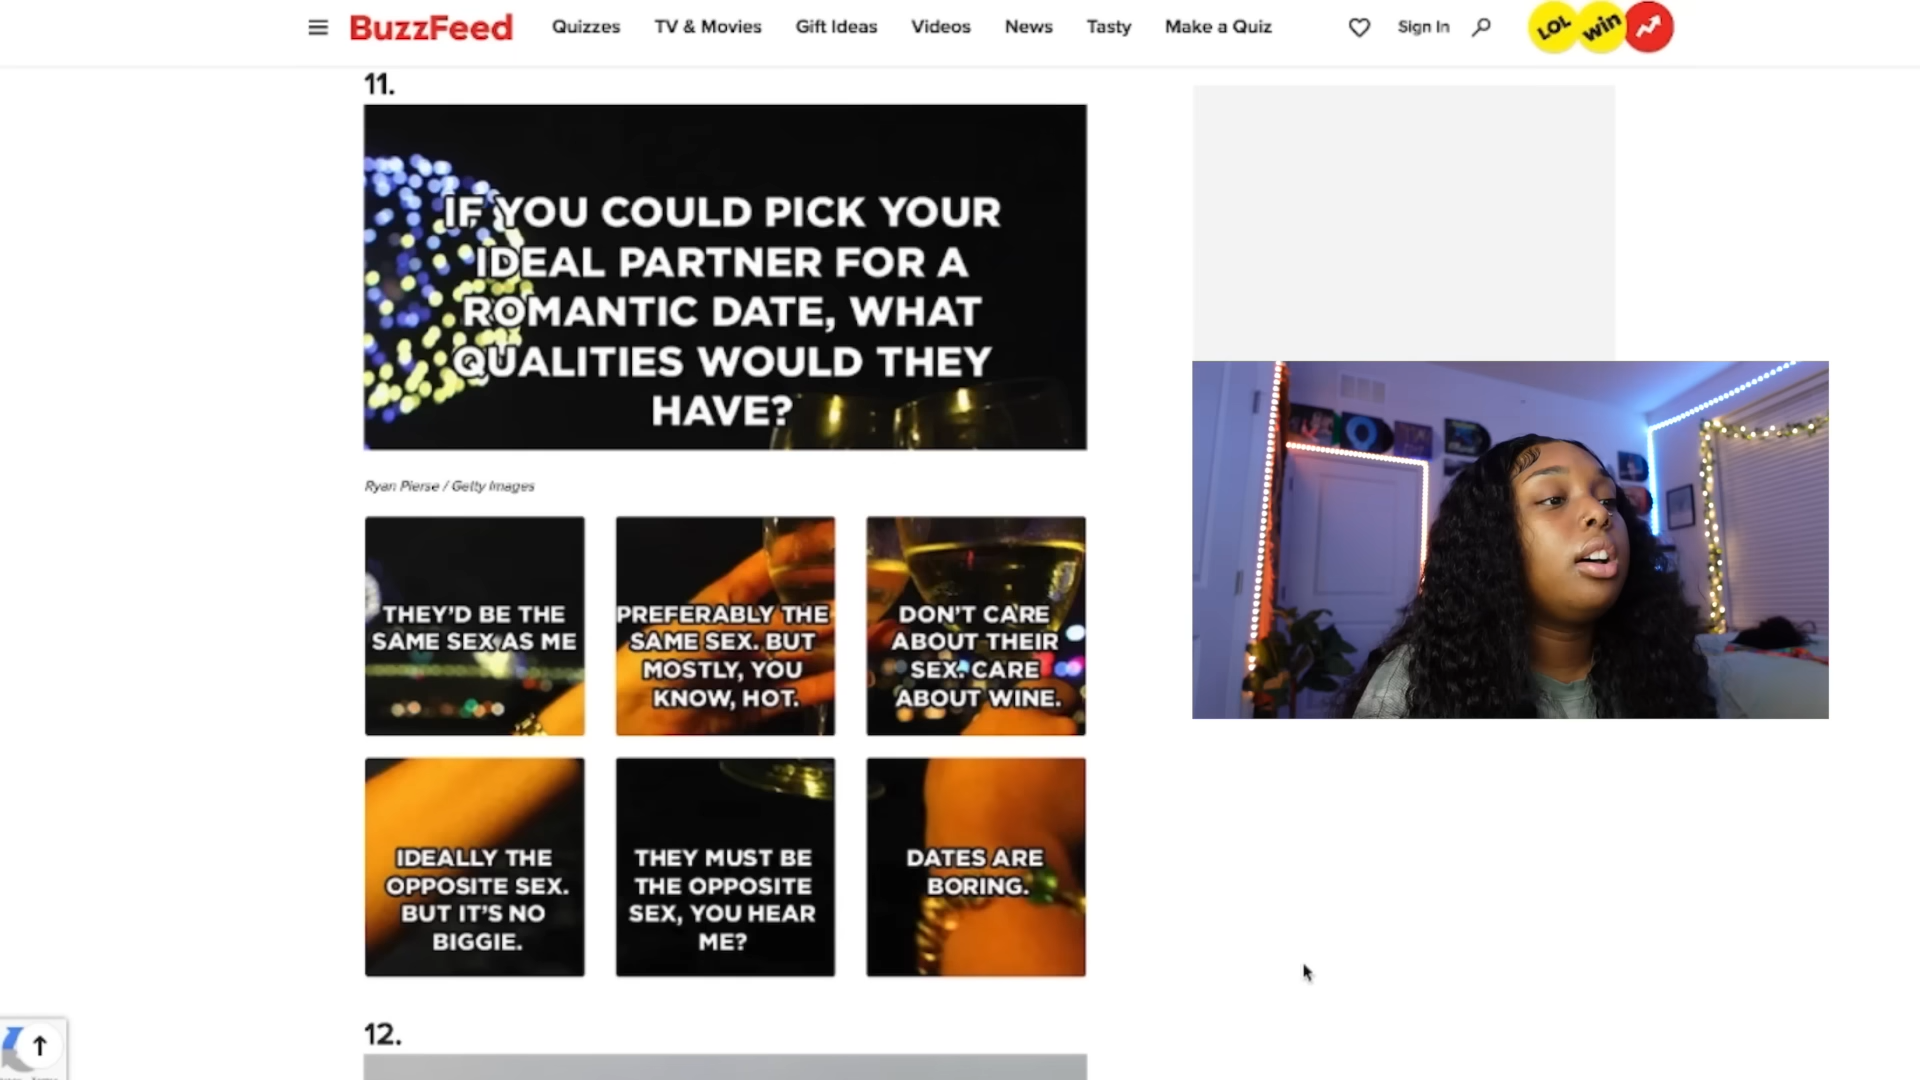 BuzzFeed Quizzes TV & Movies Gift Ideas Videos News Tasty Make a Quiz Sign In LOL win
11.
IF YOU COULD PICK YOUR
IDEAL PARTNER FOR A
ROMANTIC DATE, WHAT
QUALITIES WOULD THEY
HAVE?
Ryan Pierse / Getty Images
THEY'D BE THE
SAME SEX AS ME
PREFERABLY THE
SAME SEX. BUT
MOSTLY, YOU
KNOW, HOT.
DON'T CARE
ABOUT THEIR
SEX. CARE
ABOUT WINE.
IDEALLY THE
OPPOSITE SEX.
BUT IT'S NO
BIGGIE.
THEY MUST BE
THE OPPOSITE
SEX, YOU HEAR
ME?
DATES ARE
BORING.
12.